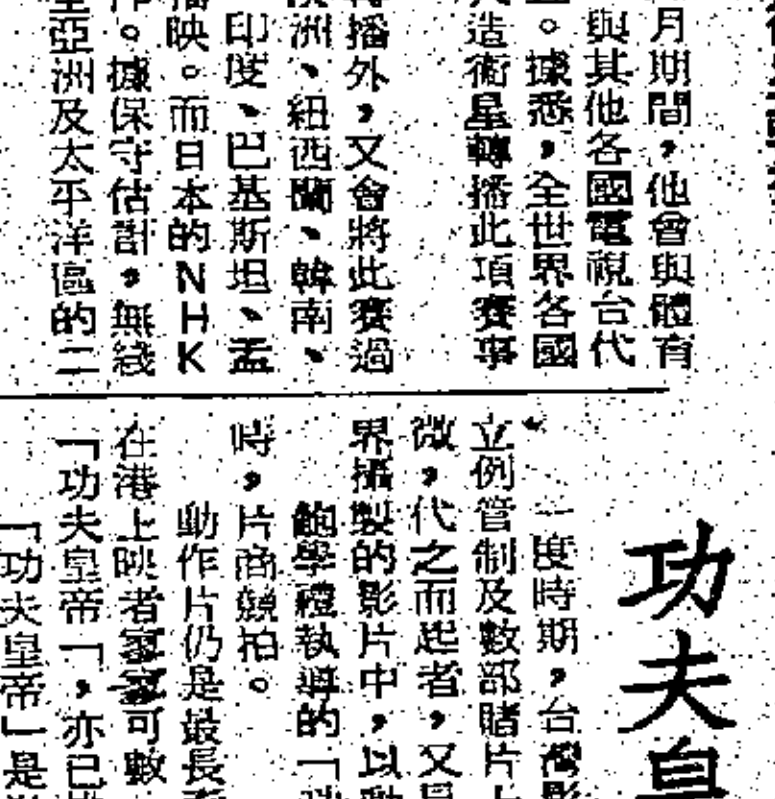 月期間，他會與體育
與其他各國電視台代
。據悉，全世界各國
造衛星轉播此項賽事
播外，又會將此賽過
洲、紐西蘭、韓南、
印度、巴基斯坦、孟
映。而日本的NHK
。據保守估計，無綫
亞洲及太平洋區的二
功夫皇
一度時期，台灣影
立例管制及數部賭片上
微，代之而起者，又是
界攝製的影片中，以動
鮑學禮執導的「
時，片商競拍。
動作片仍是最長
在港上映者寥寥可數
「功夫皇帝「，亦已
「功夫皇帝」是